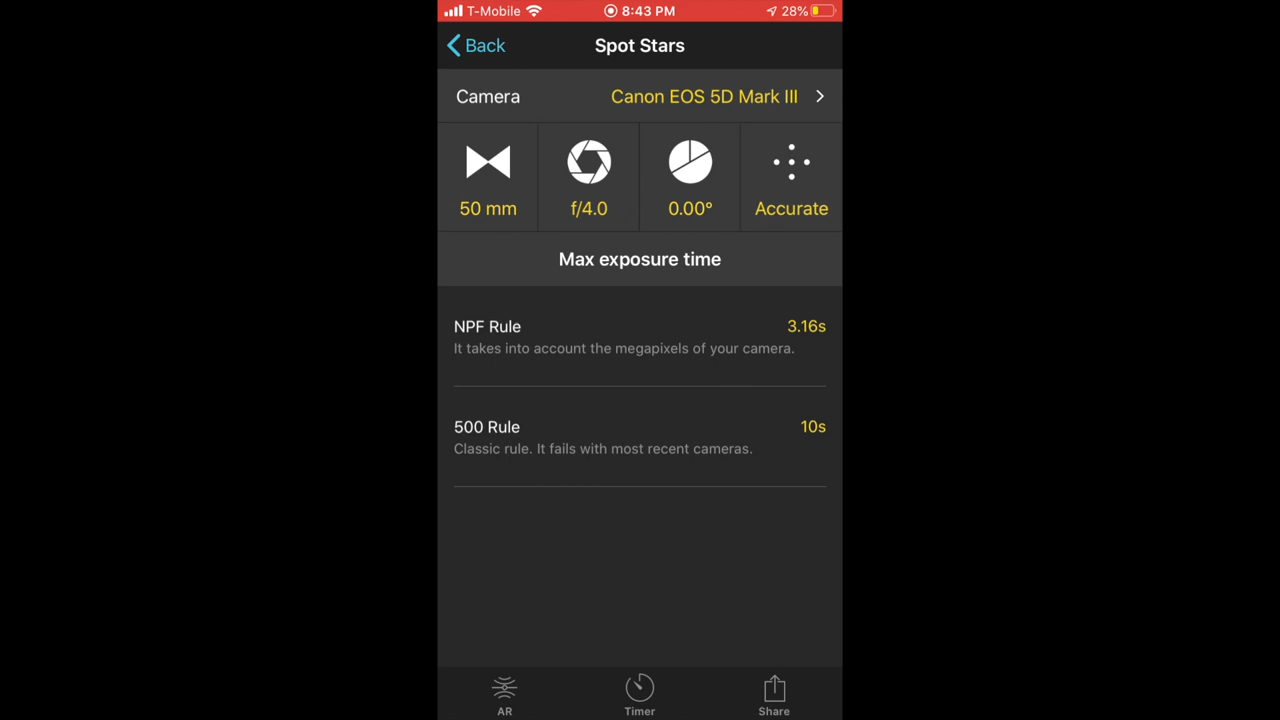 T-Mobile 8:43 PM 28%
Back Spot Stars
Camera Canon EOS 5D Mark III
50 mm f/4.0 0.00° Accurate
Max exposure time
NPF Rule 3.16s
It takes into account the megapixels of your camera.
500 Rule 10s
Classic rule. It fails with most recent cameras.
AR Timer Share